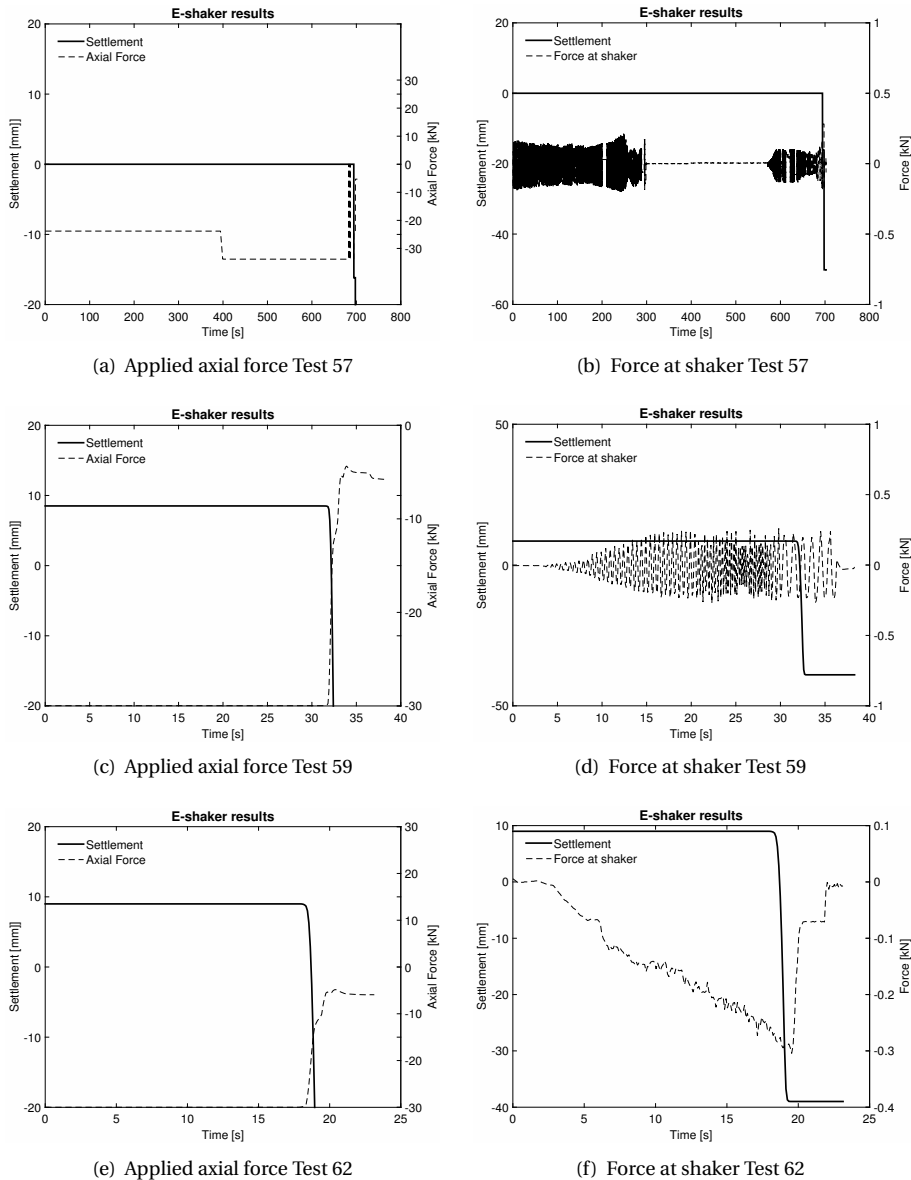 E-shaker results
Settlement
Axial Force
20
10
0
-10
-20
30
20
10
0
-10
-20
-30
Settlement [mm]]
Axial Force [kN]
0 100 200 300 400 500 600 700 800
Time [s]
(a) Applied axial force Test 57
E-shaker results
Settlement
Force at shaker
20
0
-20
-40
-60
1
0.5
0
-0.5
-1
Settlement [mm]
Force [kN]
0 100 200 300 400 500 600 700 800
Time [s]
(b) Force at shaker Test 57
E-shaker results
Settlement
Axial Force
20
10
0
-10
-20
0
-10
-20
-30
Settlement [mm]]
Axial Force [kN]
0 5 10 15 20 25 30 35 40
Time [s]
(c) Applied axial force Test 59
E-shaker results
Settlement
Force at shaker
50
0
-50
1
0.5
0
-0.5
-1
Settlement [mm]
Force [kN]
0 5 10 15 20 25 30 35 40
Time [s]
(d) Force at shaker Test 59
E-shaker results
Settlement
Axial Force
20
10
0
-10
-20
30
20
10
0
-10
-20
-30
Settlement [mm]]
Axial Force [kN]
0 5 10 15 20 25
Time [s]
(e) Applied axial force Test 62
E-shaker results
Settlement
Force at shaker
10
0
-10
-20
-30
-40
0.1
0
-0.1
-0.2
-0.3
-0.4
Settlement [mm]
Force [kN]
0 5 10 15 20 25
Time [s]
(f) Force at shaker Test 62